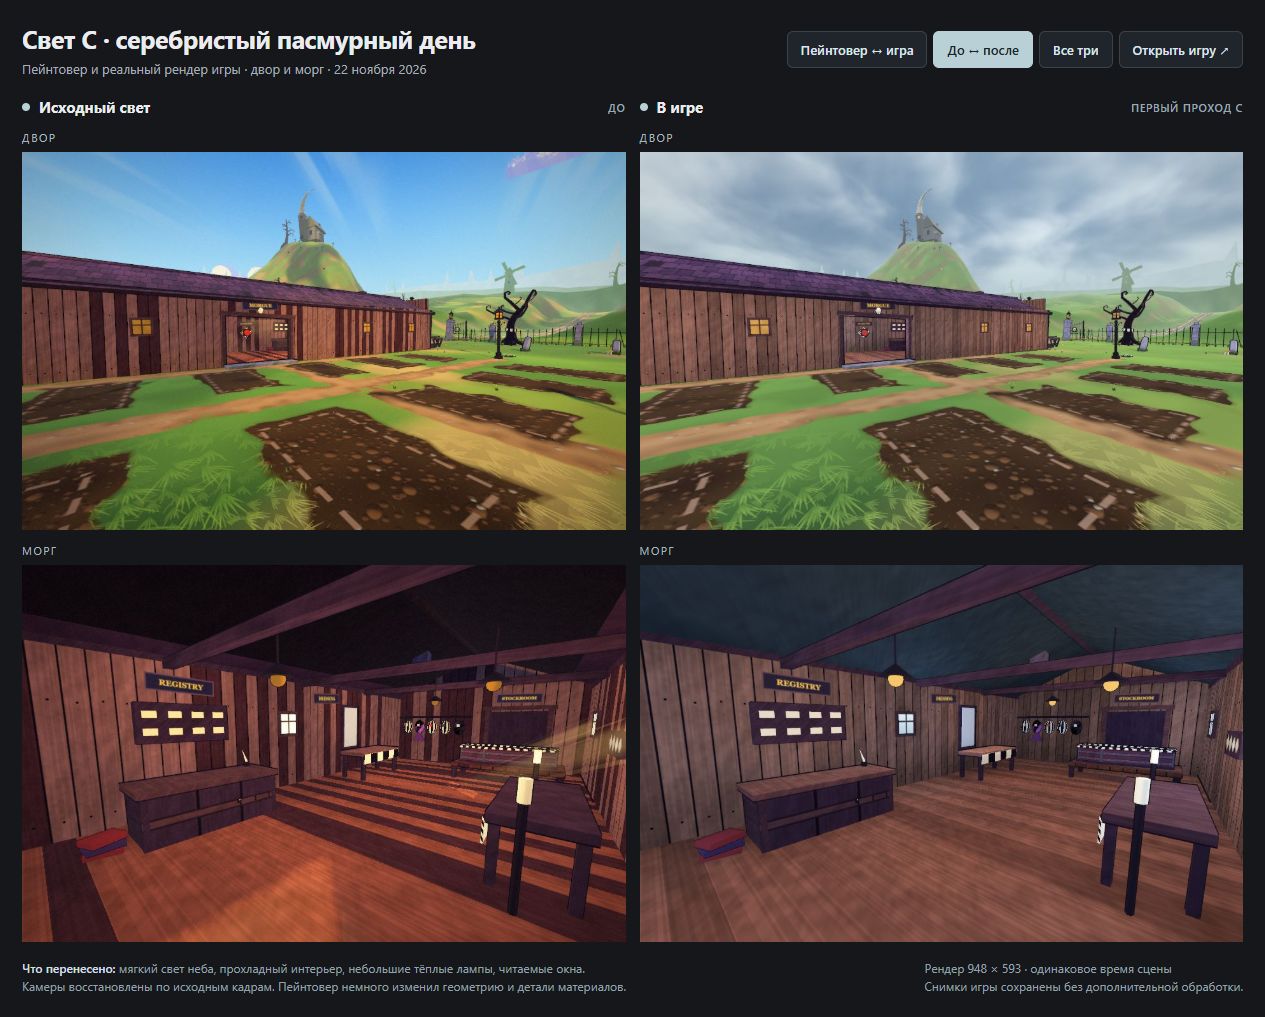 Свет С · серебристый пасмурный день
Пейнтовер и реальный рендер игры · двор и морг · 22 ноября 2026
Пейнтовер ↔ игра
До ↔ после
Все три
Открыть игру ↗
Исходный свет
ДО
В игре
ПЕРВЫЙ ПРОХОД С
ДВОР
ДВОР
MORGUE
MORGUE
МОРГ
МОРГ
REGISTRY
STOCKROOM
REGISTRY
STOCKROOM
Что перенесено: мягкий свет неба, прохладный интерьер, небольшие тёплые лампы, читаемые окна.
Камеры восстановлены по исходным кадрам. Пейнтовер немного изменил геометрию и детали материалов.
Рендер 948 × 593 · одинаковое время сцены
Снимки игры сохранены без дополнительной обработки.